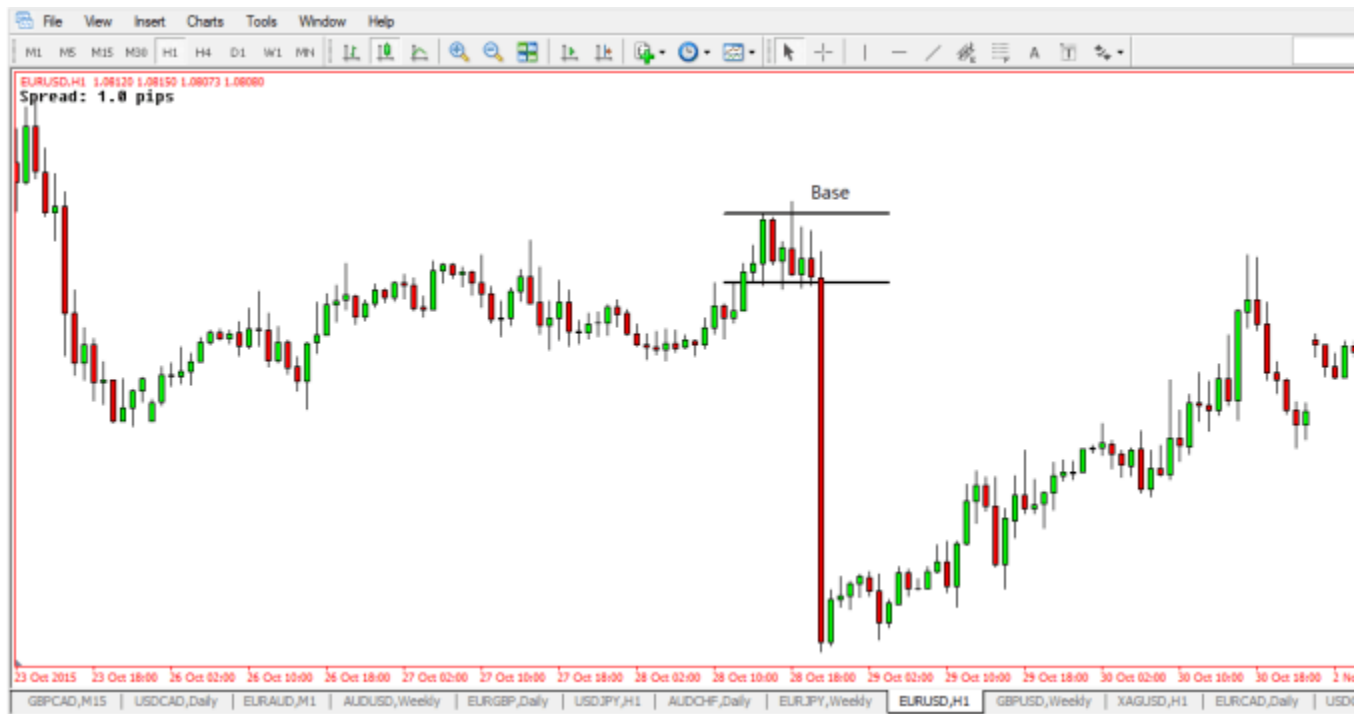 File View Insert Charts Tools Window Help
M1 M5 M15 M30 H1 H4 D1 W1 MN A T
EURUSD,H1 1.08120 1.08150 1.08073 1.08080
Spread: 1.0 pips
Base
23 Oct 2015 23 Oct 18:00 26 Oct 02:00 26 Oct 10:00 26 Oct 18:00 27 Oct 02:00 27 Oct 10:00 27 Oct 18:00 28 Oct 02:00 28 Oct 10:00 28 Oct 18:00 29 Oct 02:00 29 Oct 10:00 29 Oct 18:00 30 Oct 02:00 30 Oct 10:00 30 Oct 18:00 2 No
GBPCAD,M15 USDCAD,Daily EURAUD,M1 AUDUSD,Weekly EURGBP,Daily USDJPY,H1 AUDCHF,Daily EURJPY,Weekly EURUSD,H1 GBPUSD,Weekly XAGUSD,H1 EURCAD,Daily